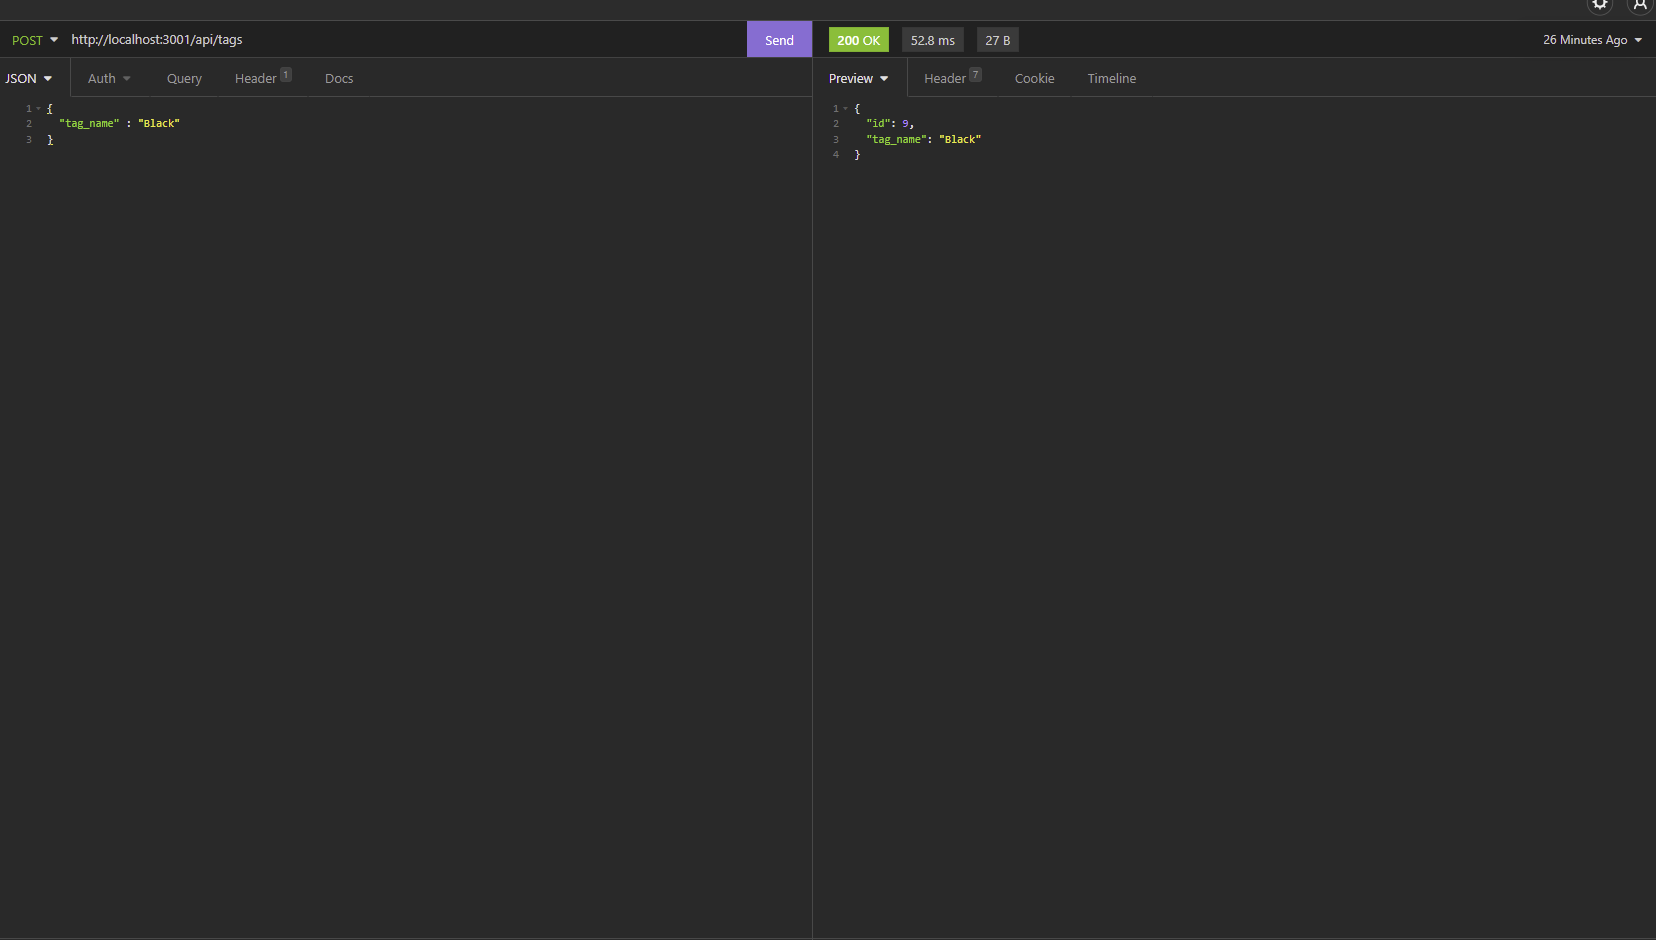 POST http://localhost:3001/api/tags Send 200 OK 52.8 ms 27 B 26 Minutes Ago
JSON Auth Query Header 1 Docs Preview Header 7 Cookie Timeline
1 {
2 "tag_name" : "Black"
3 }
1 {
2 "id": 9,
3 "tag_name": "Black"
4 }